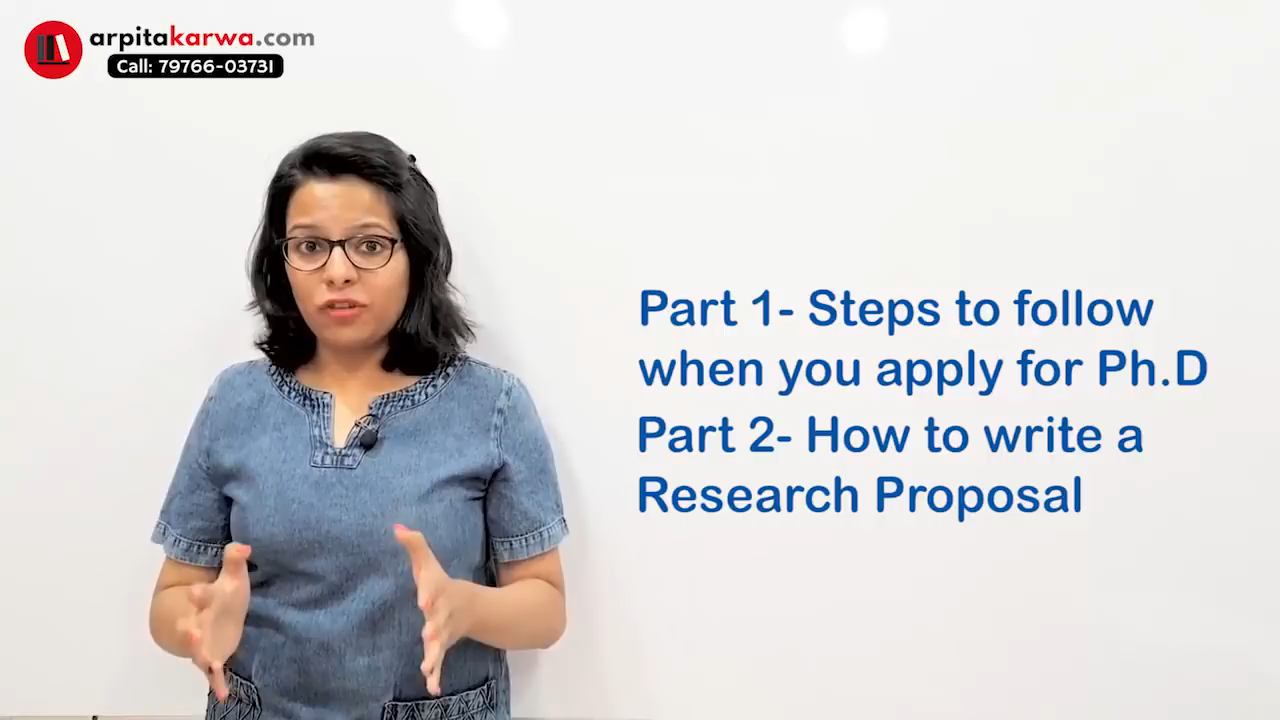 arpitakarwa.com
Call: 79766-03731
Part 1- Steps to follow
when you apply for Ph.D
Part 2- How to write a
Research Proposal